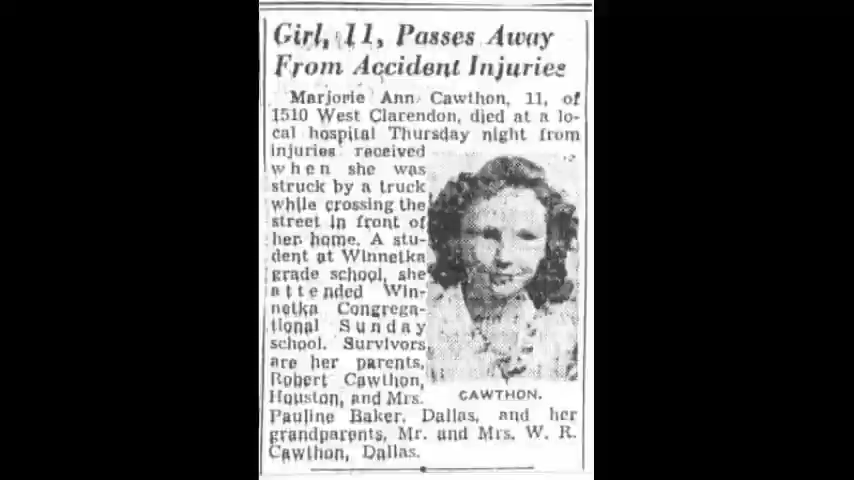 Girl, 11, Passes Away
From Accident Injuries
Marjorie Ann Cawthon, 11, of
1510 West Clarendon, died at a lo-
cal hospital Thursday night from
injuries received
when she was
struck by a truck
while crossing the
street in front of
her home. A stu-
dent at Winnetka
grade school, she
attended Win-
netka Congrega-
tional Sunday
school. Survivors
are her parents,
Robert Cawthon,
Houston, and Mrs.
CAWTHON.
Pauline Baker, Dallas, and her
grandparents, Mr. and Mrs. W. R.
Cawthon, Dallas.